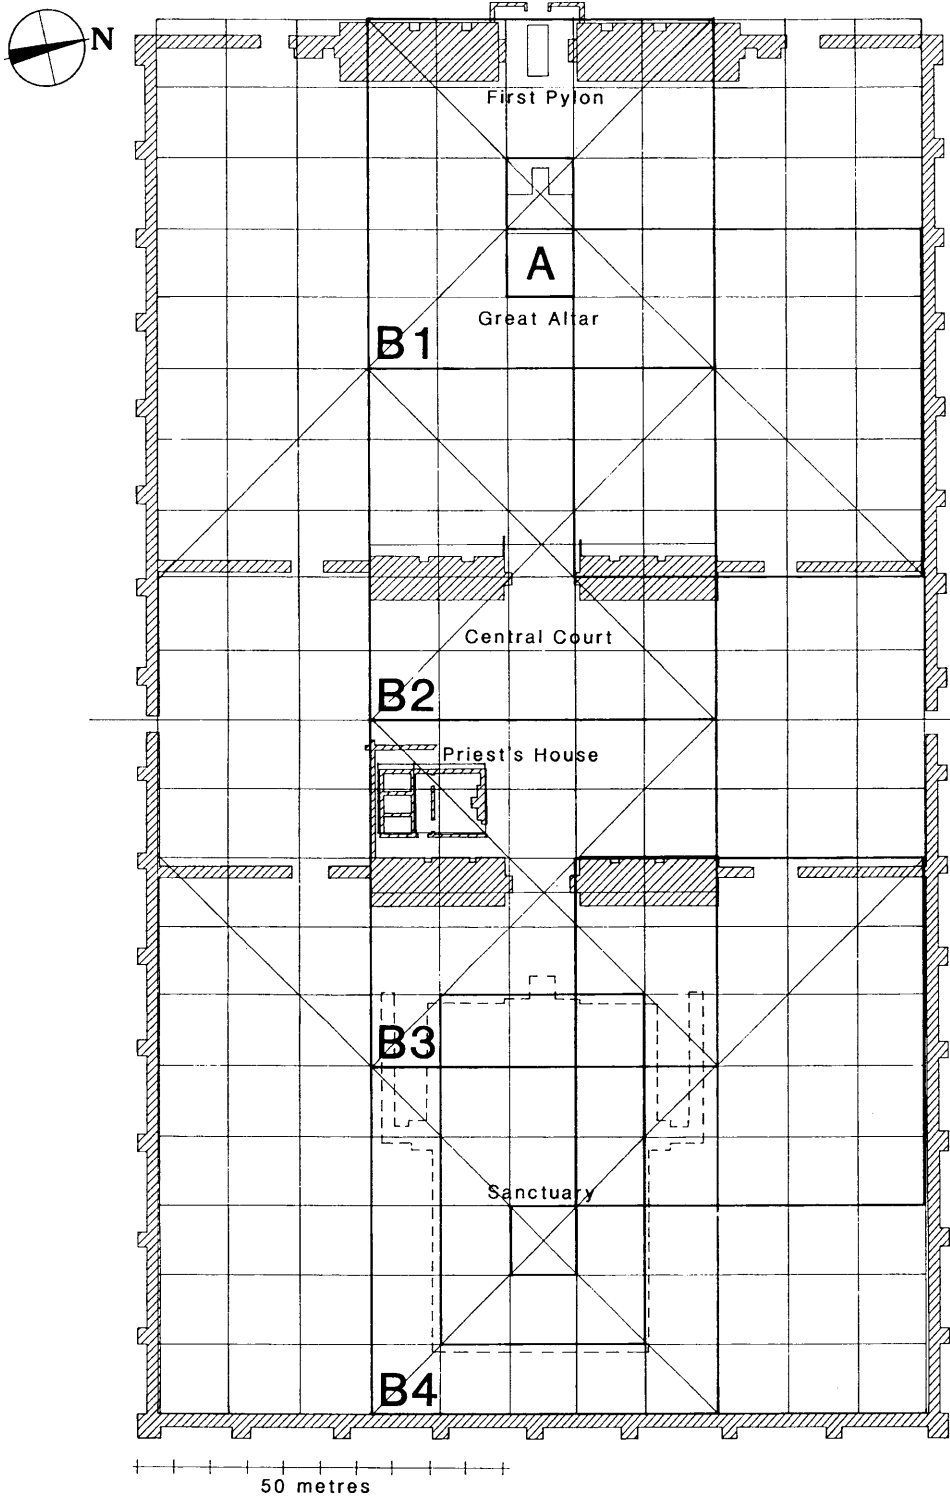 N
First Pylon
A
Great Altar
B1
Central Court
B2
Priest's House
B3
Sanctuary
B4
50 metres